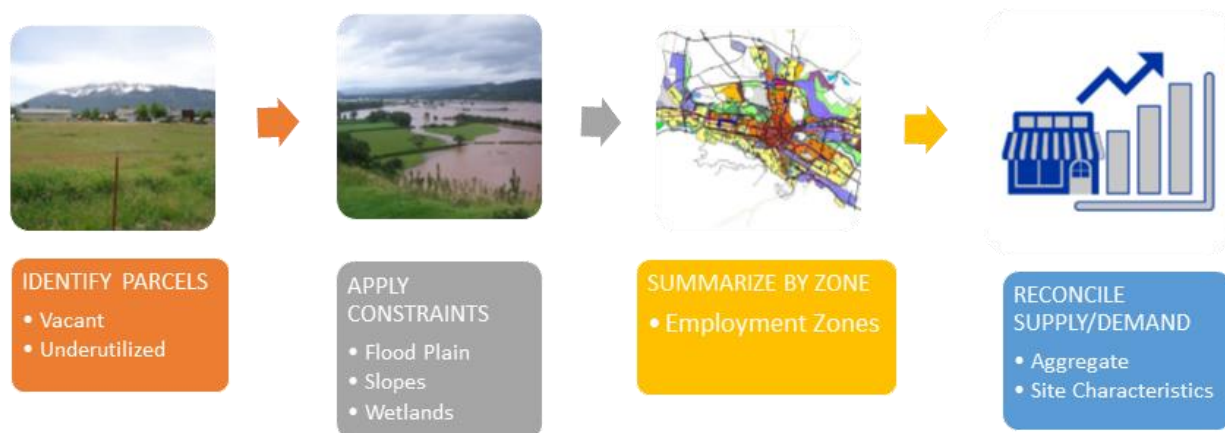 IDENTIFY PARCELS
• Vacant
• Underutilized
APPLY
CONSTRAINTS
• Flood Plain
• Slopes
• Wetlands
SUMMARIZE BY ZONE
• Employment Zones
RECONCILE
SUPPLY/DEMAND
• Aggregate
• Site Characteristics